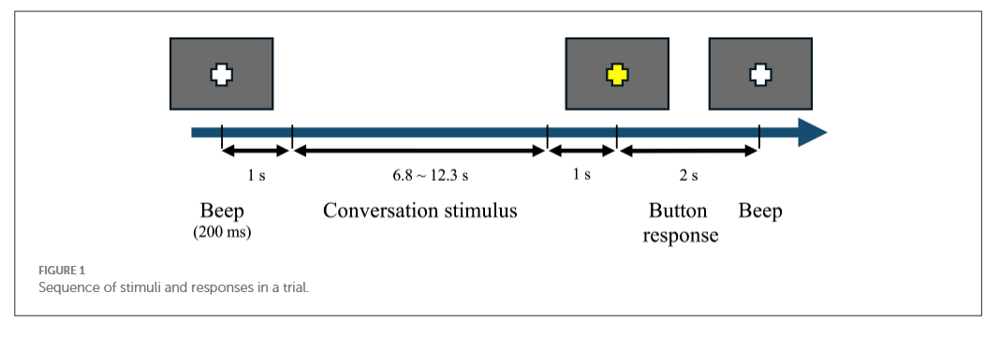 1 s
6.8 ~ 12.3 s
1 s
2 s
Beep
(200 ms)
Conversation stimulus
Button
response
Beep
FIGURE 1
Sequence of stimuli and responses in a trial.